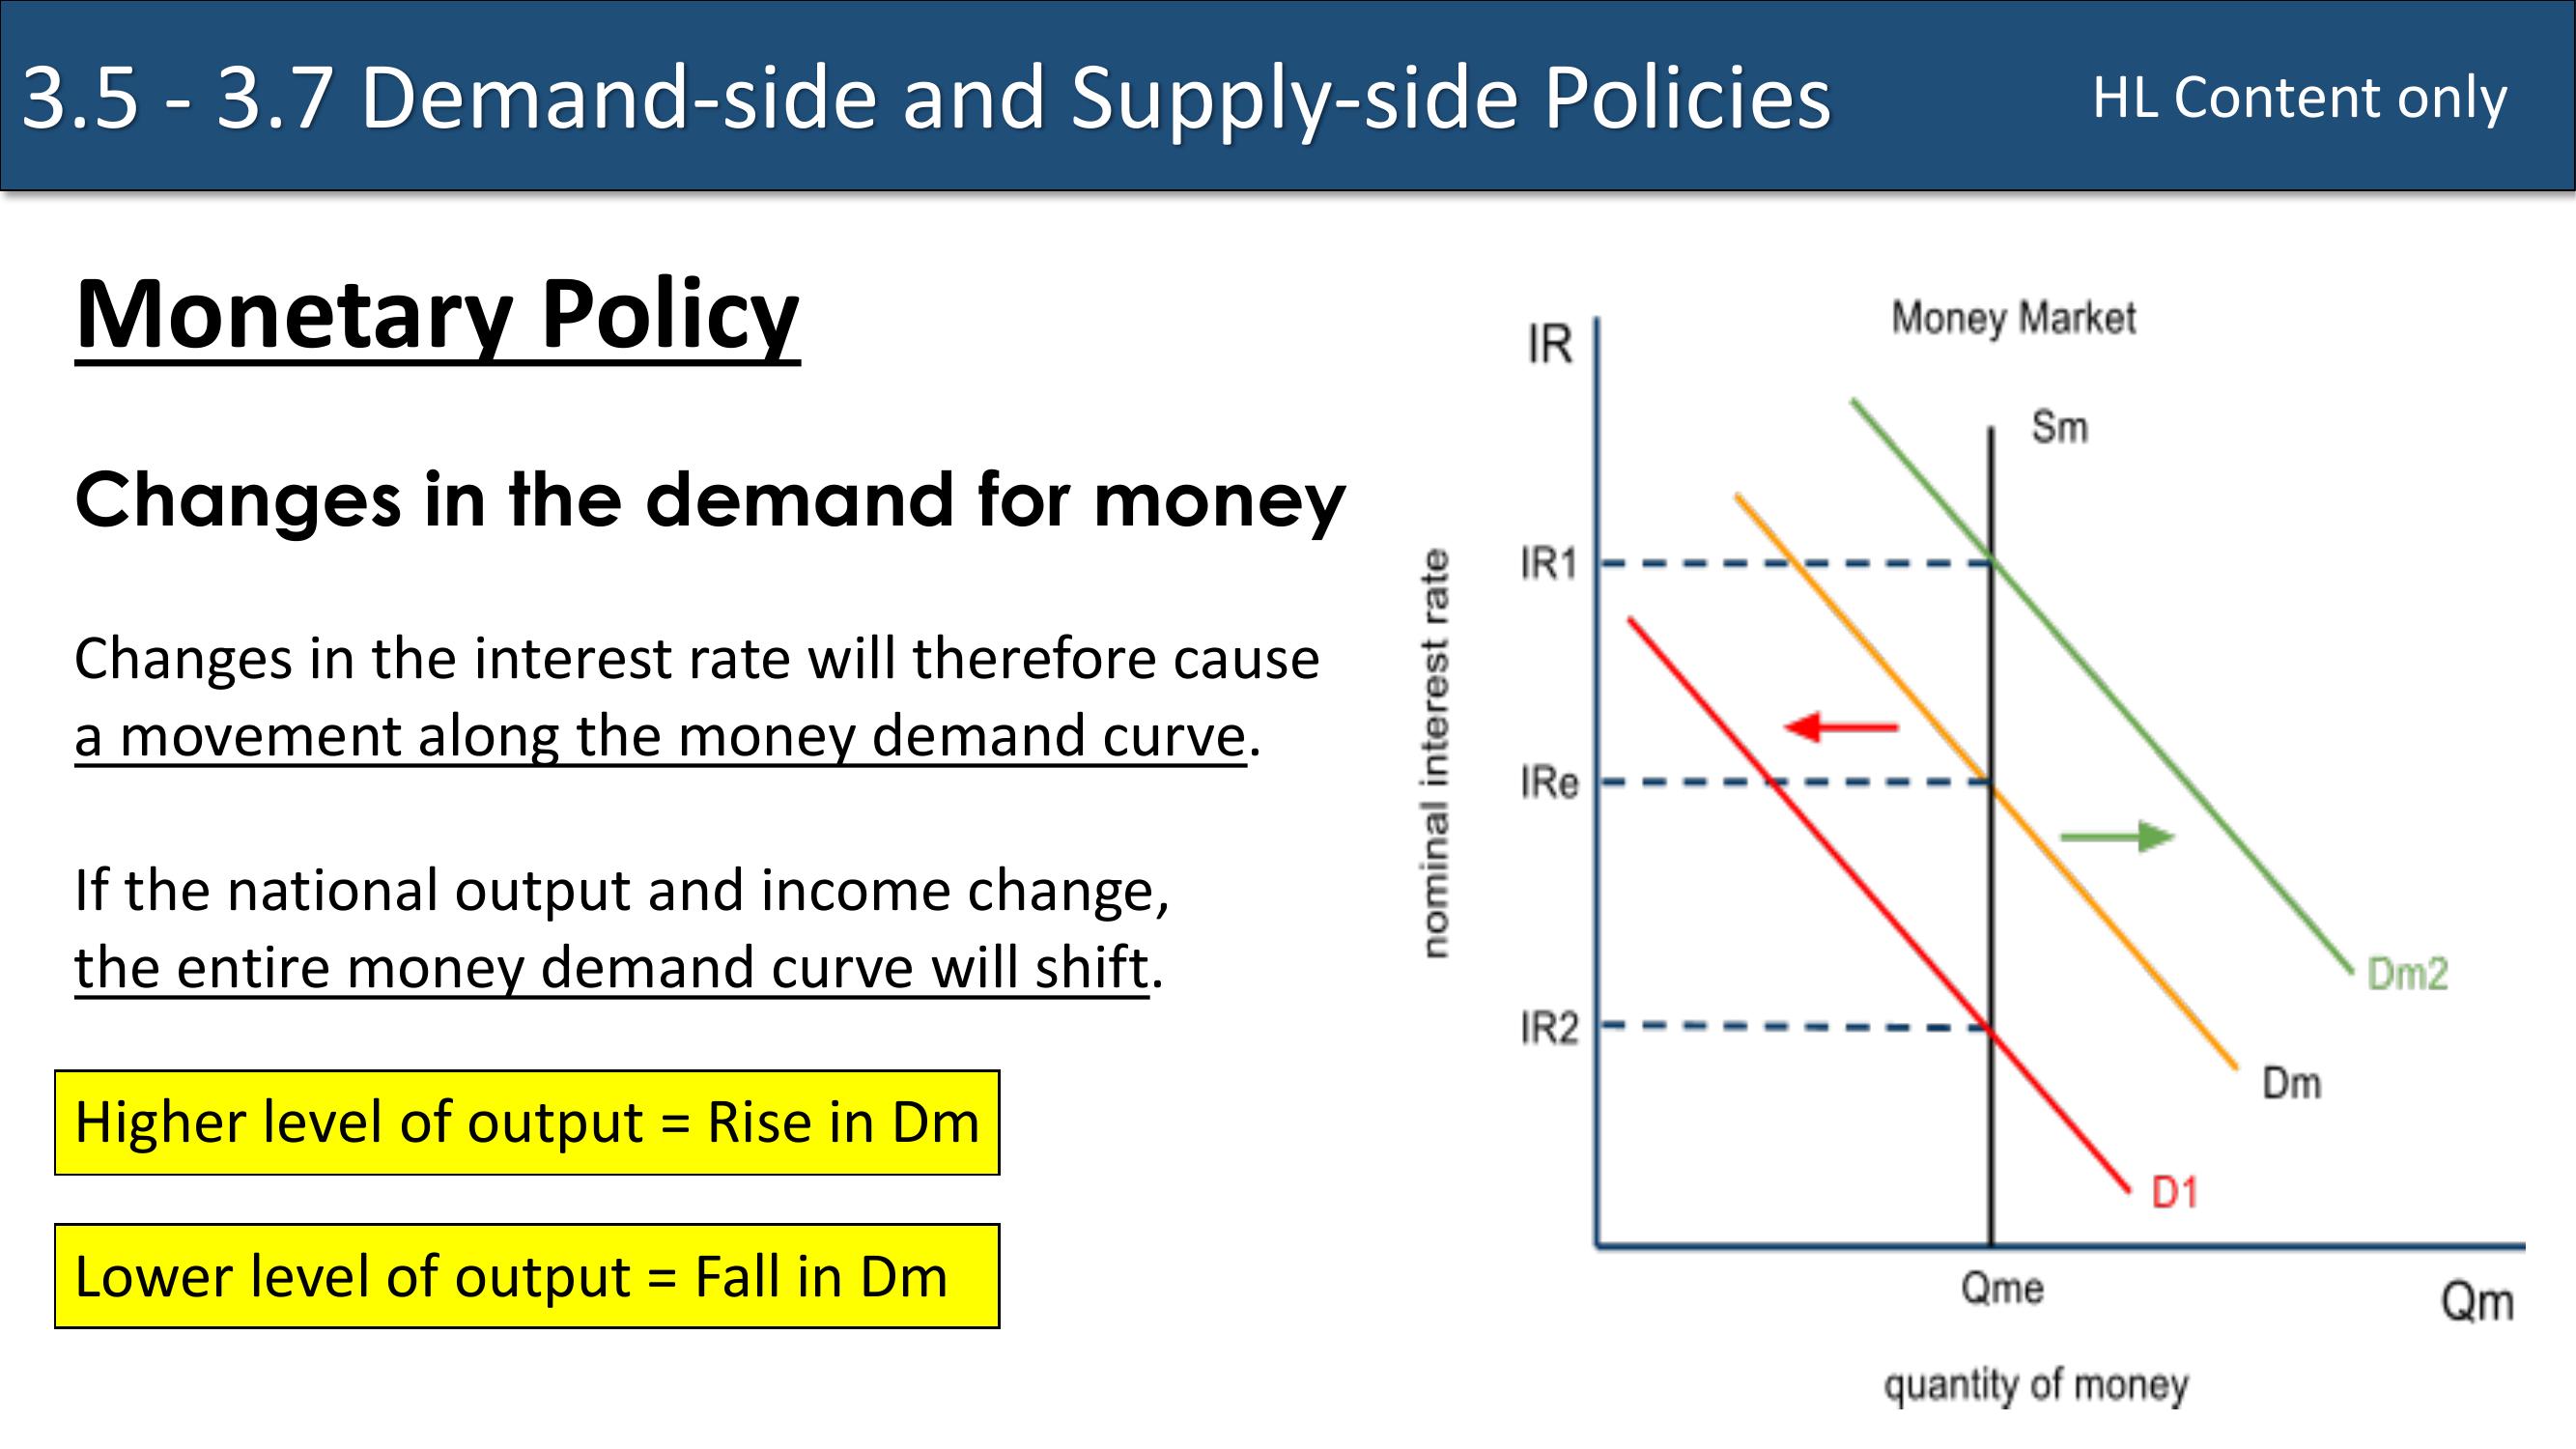 3.5 - 3.7 Demand-side and Supply-side Policies
HL Content only
Monetary Policy
Changes in the demand for money
Changes in the interest rate will therefore cause
a movement along the money demand curve.
If the national output and income change,
the entire money demand curve will shift.
Higher level of output = Rise in Dm
Lower level of output = Fall in Dm
Money Market
IR
Sm
IR1
nominal interest rate
IRe
Dm2
IR2
Dm
D1
Qme
Qm
quantity of money